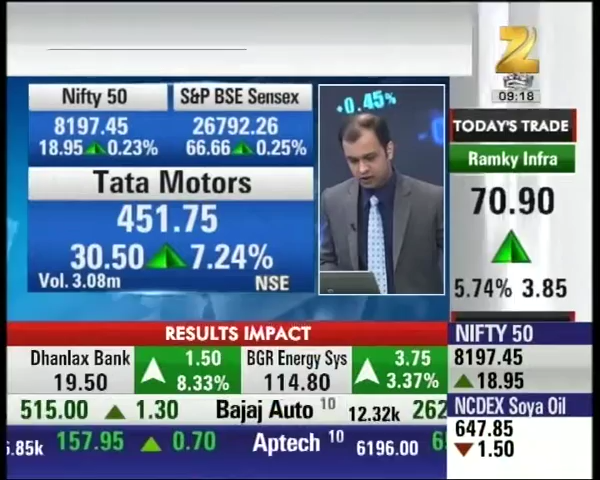 Z
09:18
Nifty 50
8197.45
18.95 0.23%
S&P BSE Sensex
26792.26
66.66 0.25%
Tata Motors
451.75
30.50 7.24%
Vol. 3.08m NSE
+0.45%
TODAY'S TRADE
Ramky Infra
70.90
5.74% 3.85
RESULTS IMPACT
Dhanlax Bank
19.50
1.50
8.33%
BGR Energy Sys
114.80
3.75
3.37%
NIFTY 50
8197.45
18.95
NCDEX Soya Oil
647.85
1.50
515.00 1.30 Bajaj Auto 10 12.32k 262
.85k 157.95 0.70 Aptech 10 6196.00